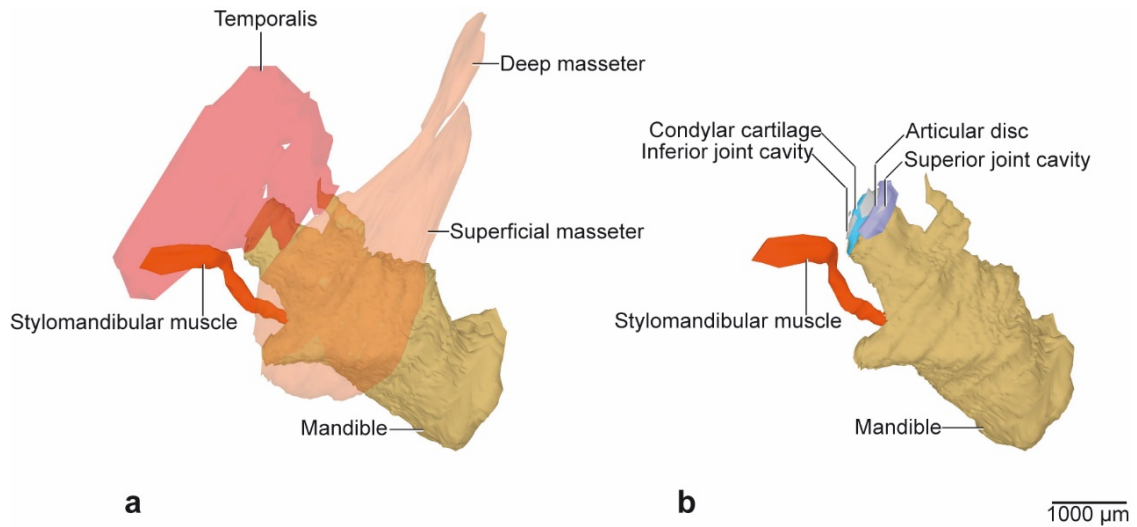 Temporalis
Deep masseter
Superficial masseter
Stylomandibular muscle
Mandible
a
Condylar cartilage
Inferior joint cavity
Articular disc
Superior joint cavity
Stylomandibular muscle
Mandible
b
1000 µm